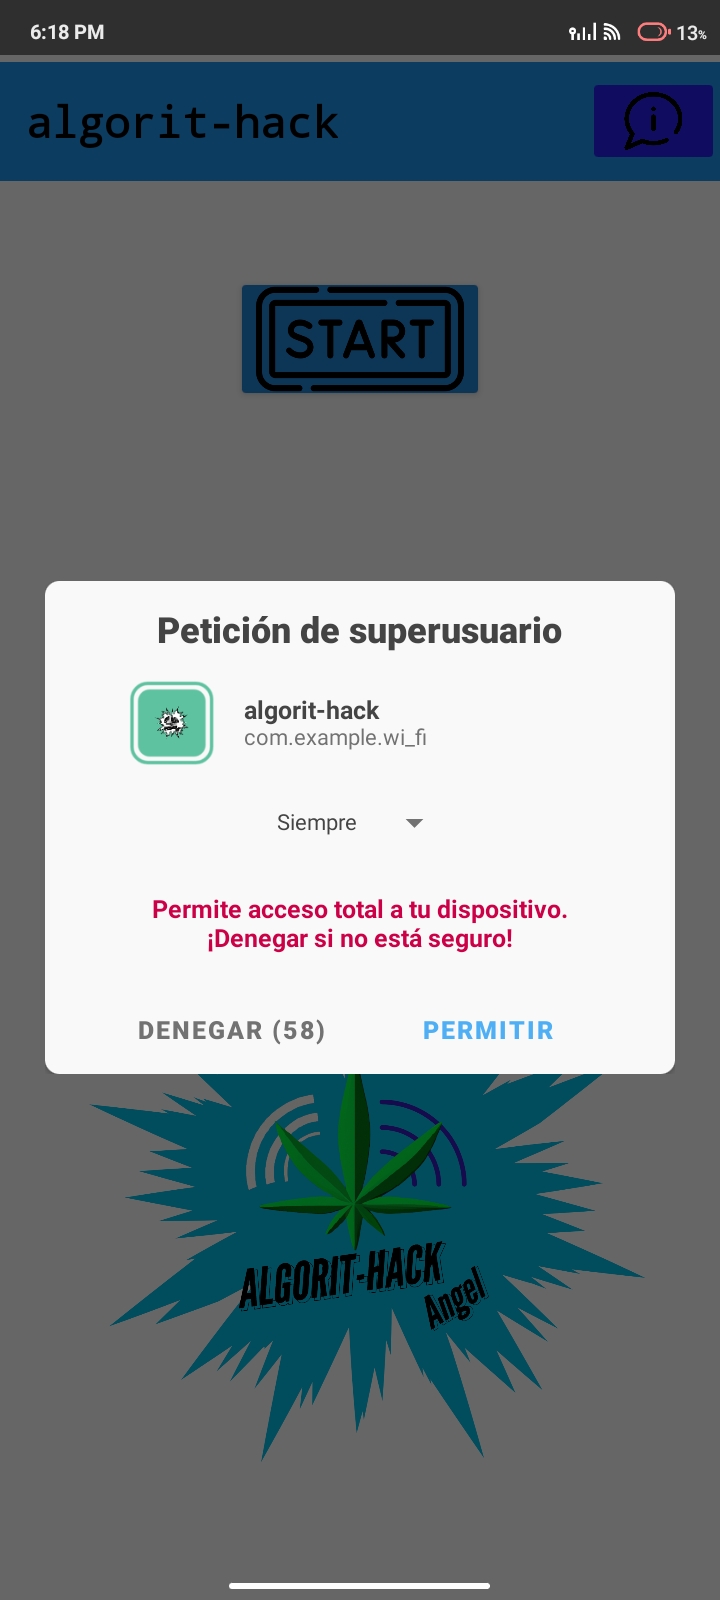 6:18 PM
13%
algorit-hack
i
START
Petición de superusuario
algorit-hack
com.example.wi_fi
Siempre
Permite acceso total a tu dispositivo.
¡Denegar si no está seguro!
DENEGAR (58)
PERMITIR
ALGORIT-HACK
Angel